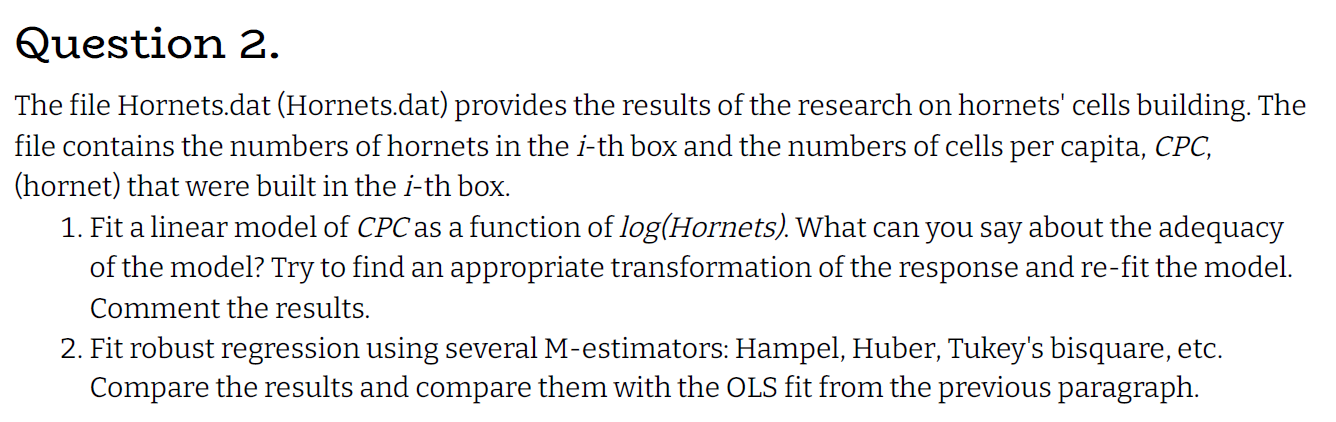 Question 2.
The file Hornets.dat (Hornets.dat) provides the results of the research on hornets' cells building. The
file contains the numbers of hornets in the i-th box and the numbers of cells per capita, CPC,
(hornet) that were built in the i-th box.
1. Fit a linear model of CPC as a function of log(Hornets). What can you say about the adequacy
of the model? Try to find an appropriate transformation of the response and re-fit the model.
Comment the results.
2. Fit robust regression using several M-estimators: Hampel, Huber, Tukey's bisquare, etc.
Compare the results and compare them with the OLS fit from the previous paragraph.